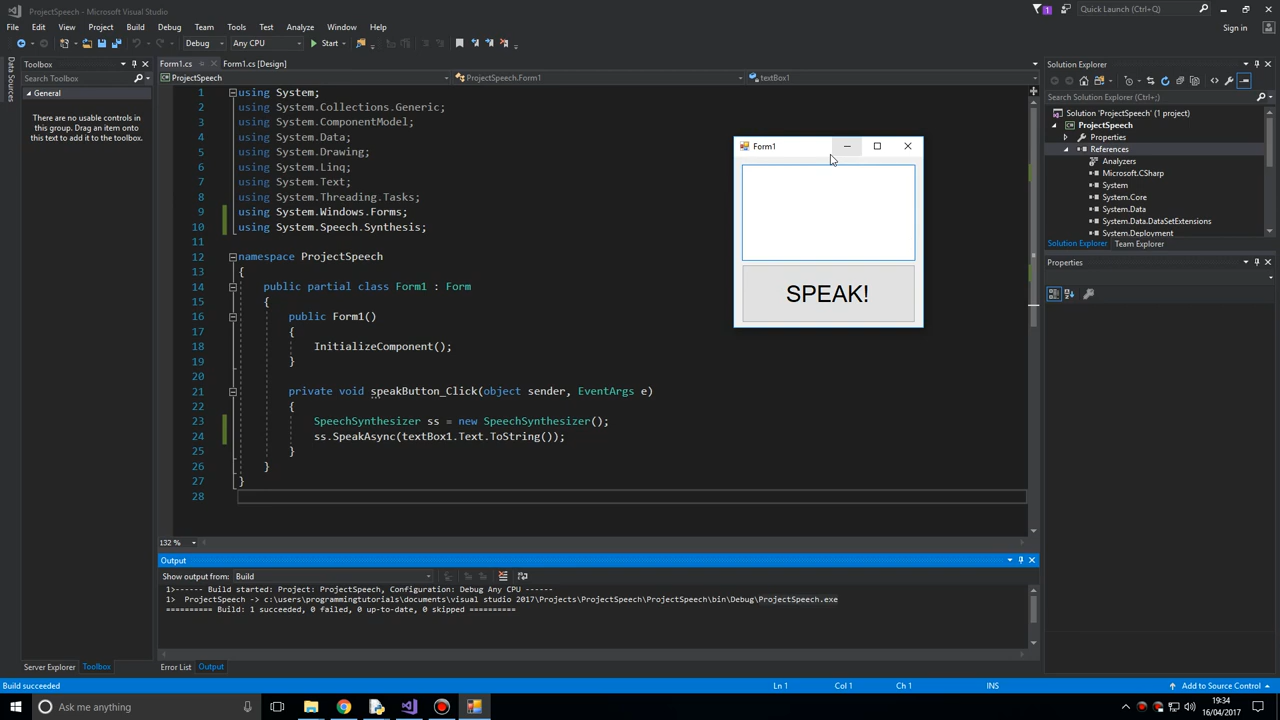 ProjectSpeech - Microsoft Visual Studio
1
Quick Launch (Ctrl+Q)
File Edit View Project Build Debug Team Tools Test Analyze Window Help
Sign in
Debug Any CPU Start
Data Sources
Toolbox
Search Toolbox
General
There are no usable controls in
this group. Drag an item onto
this text to add it to the toolbox.
Server Explorer Toolbox
Form1.cs Form1.cs [Design]
ProjectSpeech ProjectSpeech.Form1 textBox1
1 using System;
2 using System.Collections.Generic;
3 using System.ComponentModel;
4 using System.Data;
5 using System.Drawing;
6 using System.Linq;
7 using System.Text;
8 using System.Threading.Tasks;
9 using System.Windows.Forms;
10 using System.Speech.Synthesis;
11
12 namespace ProjectSpeech
13 {
14 public partial class Form1 : Form
15 {
16 public Form1()
17 {
18 InitializeComponent();
19 }
20
21 private void speakButton_Click(object sender, EventArgs e)
22 {
23 SpeechSynthesizer ss = new SpeechSynthesizer();
24 ss.SpeakAsync(textBox1.Text.ToString());
25 }
26 }
27 }
28
132 %
Form1
SPEAK!
Output
Show output from: Build
1>------ Build started: Project: ProjectSpeech, Configuration: Debug Any CPU ------
1> ProjectSpeech -> c:\users\programmingtutorials\documents\visual studio 2017\Projects\ProjectSpeech\ProjectSpeech\bin\Debug\ProjectSpeech.exe
========== Build: 1 succeeded, 0 failed, 0 up-to-date, 0 skipped ==========
Error List Output
Solution Explorer
Search Solution Explorer (Ctrl+;)
Solution 'ProjectSpeech' (1 project)
ProjectSpeech
Properties
References
Analyzers
Microsoft.CSharp
System
System.Core
System.Data
System.Data.DataSetExtensions
System.Deployment
Solution Explorer Team Explorer
Properties
Build succeeded Ln 1 Col 1 Ch 1 INS Add to Source Control
Ask me anything
19:34
16/04/2017